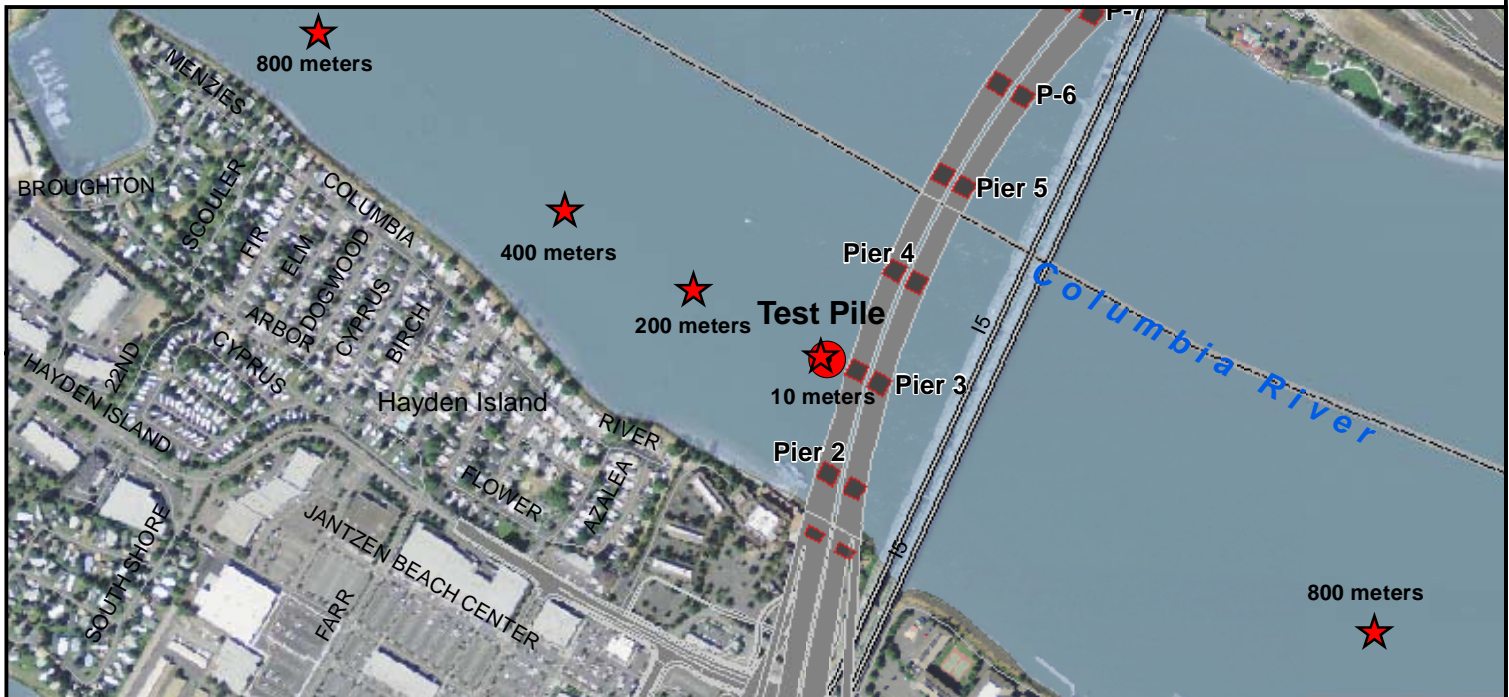 P-7
800 meters
MENZIES
P-6
BROUGHTON
SCOULER
COLUMBIA
Pier 5
FIR
ELM
DOGWOOD
400 meters
Pier 4
CYPRUS
BIRCH
ARBOR
200 meters
Test Pile
I5
Columbia River
22ND
CYPRUS
HAYDEN ISLAND
10 meters
Pier 3
Hayden Island
RIVER
Pier 2
FLOWER
AZALEA
JANTZEN BEACH CENTER
SOUTH SHORE
I5
FARR
800 meters